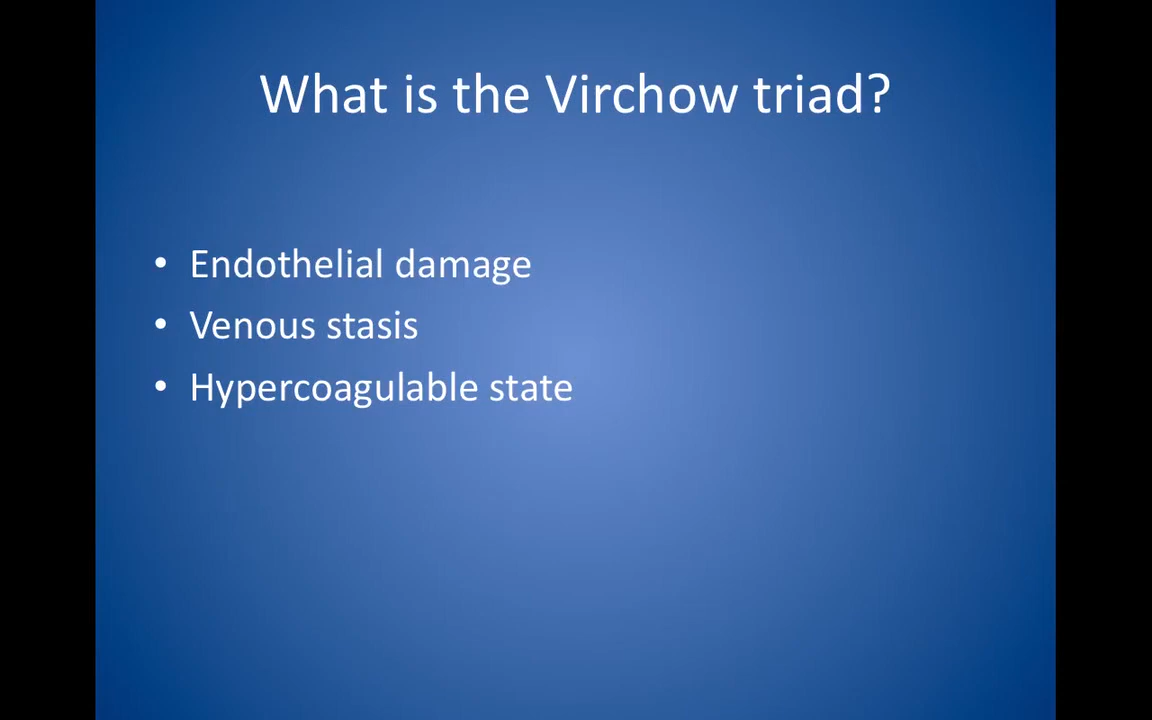 What is the Virchow triad?
• Endothelial damage
• Venous stasis
• Hypercoagulable state